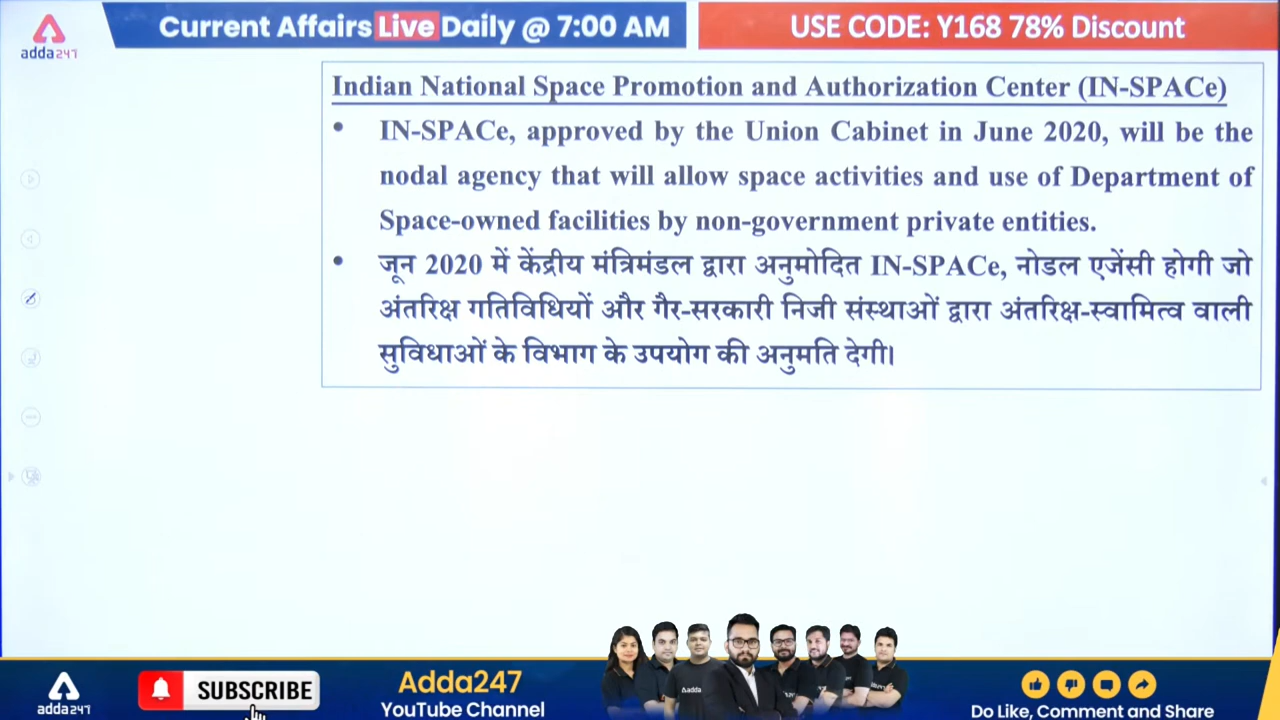 adda247
Current Affairs Live Daily @ 7:00 AM
USE CODE: Y168 78% Discount
Indian National Space Promotion and Authorization Center (IN-SPACe)
• IN-SPACe, approved by the Union Cabinet in June 2020, will be the
nodal agency that will allow space activities and use of Department of
Space-owned facilities by non-government private entities.
• जून 2020 में केंद्रीय मंत्रिमंडल द्वारा अनुमोदित IN-SPACe, नोडल एजेंसी होगी जो
अंतरिक्ष गतिविधियों और गैर-सरकारी निजी संस्थाओं द्वारा अंतरिक्ष-स्वामित्व वाली
सुविधाओं के विभाग के उपयोग की अनुमति देगी।
adda247
SUBSCRIBE
Adda247
YouTube Channel
Adda247
Do Like, Comment and Share